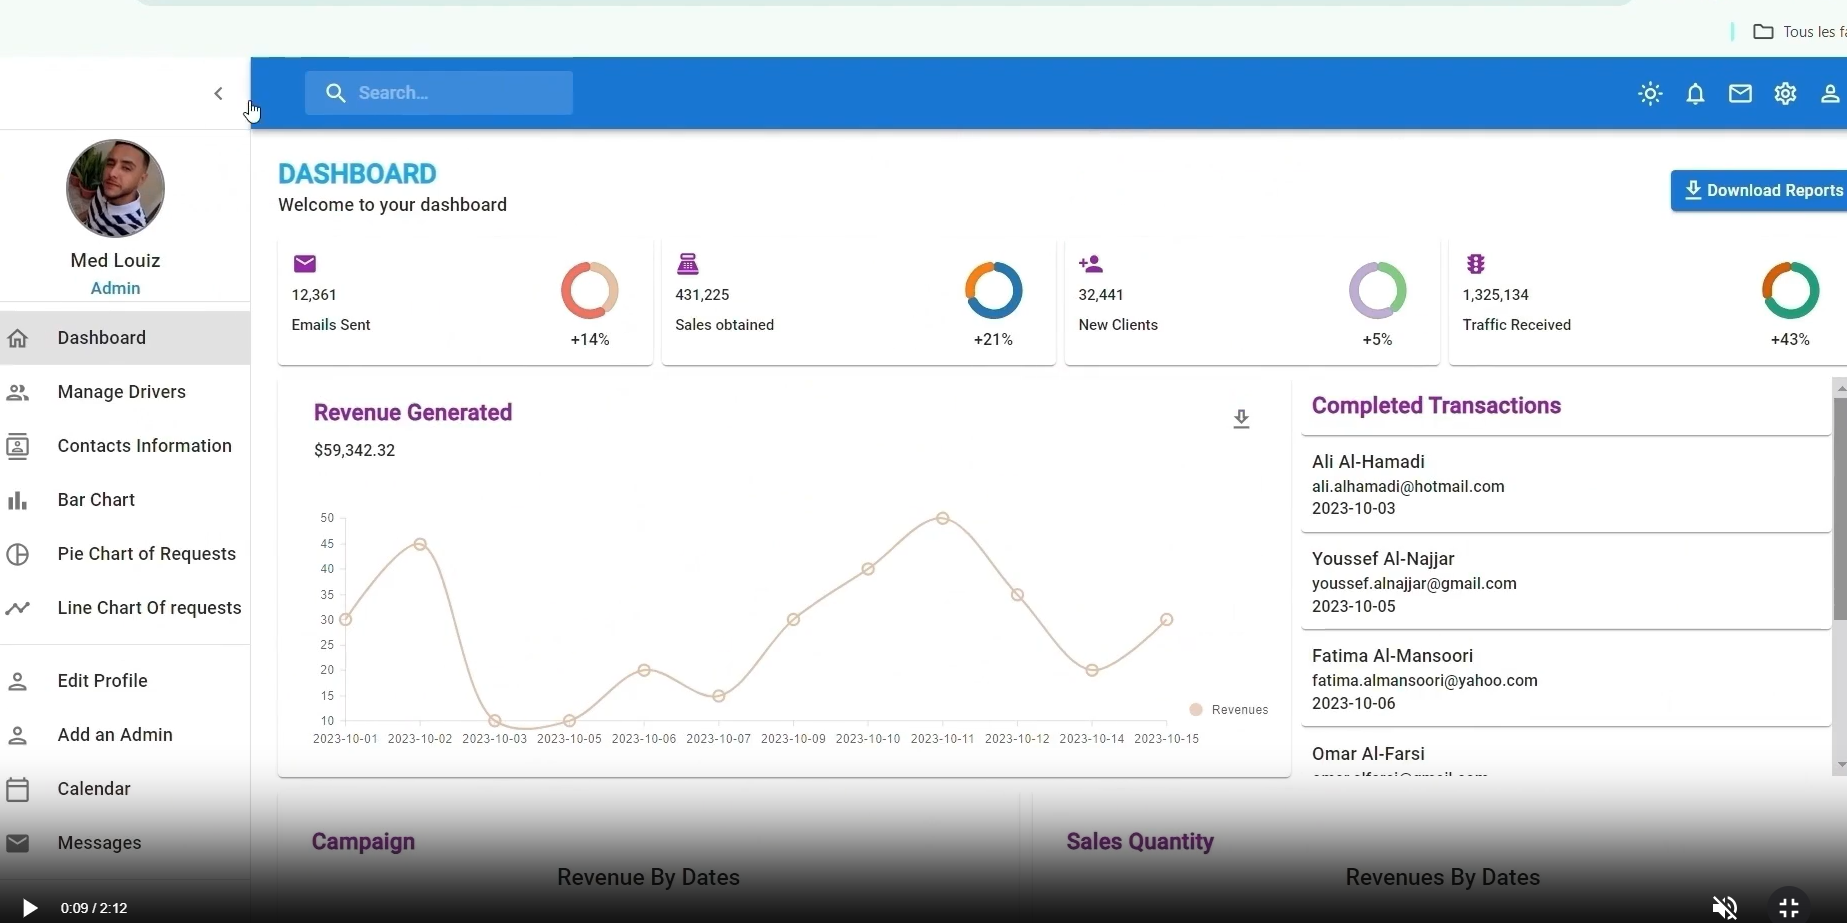 Tous les fa
Search...
DASHBOARD
Welcome to your dashboard
Download Reports
Med Louiz
Admin
12,361
Emails Sent
+14%
431,225
Sales obtained
+21%
32,441
New Clients
+5%
1,325,134
Traffic Received
+43%
Dashboard
Manage Drivers
Contacts Information
Bar Chart
Pie Chart of Requests
Line Chart Of requests
Edit Profile
Add an Admin
Calendar
Messages
Revenue Generated
$59,342.32
50
45
40
35
30
25
20
15
10
2023-10-01 2023-10-02 2023-10-03 2023-10-05 2023-10-06 2023-10-07 2023-10-09 2023-10-10 2023-10-11 2023-10-12 2023-10-14 2023-10-15
Revenues
Completed Transactions
Ali Al-Hamadi
ali.alhamadi@hotmail.com
2023-10-03
Youssef Al-Najjar
youssef.alnajjar@gmail.com
2023-10-05
Fatima Al-Mansoori
fatima.almansoori@yahoo.com
2023-10-06
Omar Al-Farsi
Campaign
Revenue By Dates
Sales Quantity
Revenues By Dates
0:09 / 2:12